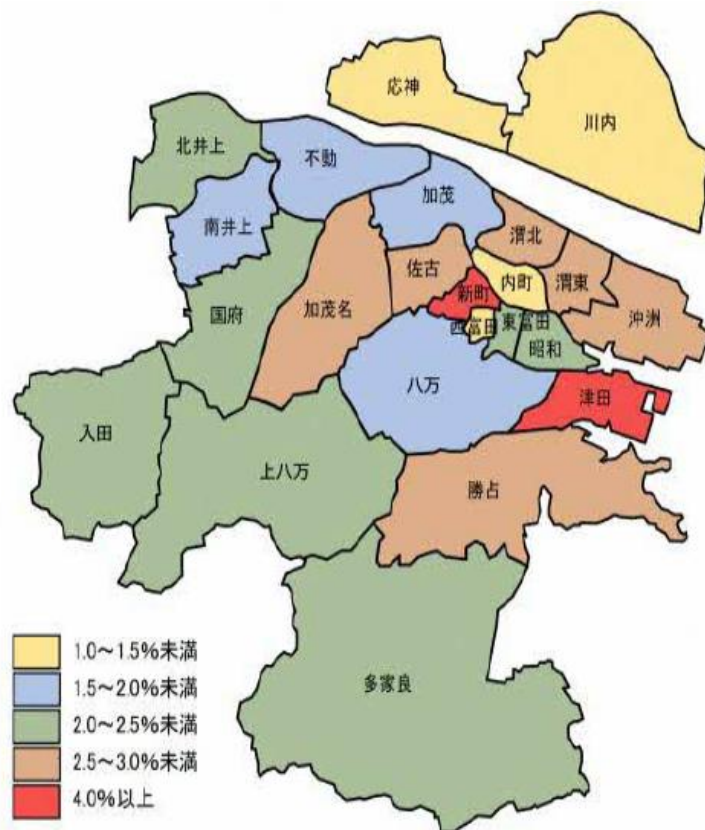 応神
川内
北井上
不動
加茂
南井上
渭北
佐古
内町
渭東
新町
国府
加茂名
沖洲
西富田
東富田
昭和
八万
津田
入田
上八万
勝占
多家良
1.0～1.5%未満
1.5～2.0%未満
2.0～2.5%未満
2.5～3.0%未満
4.0%以上